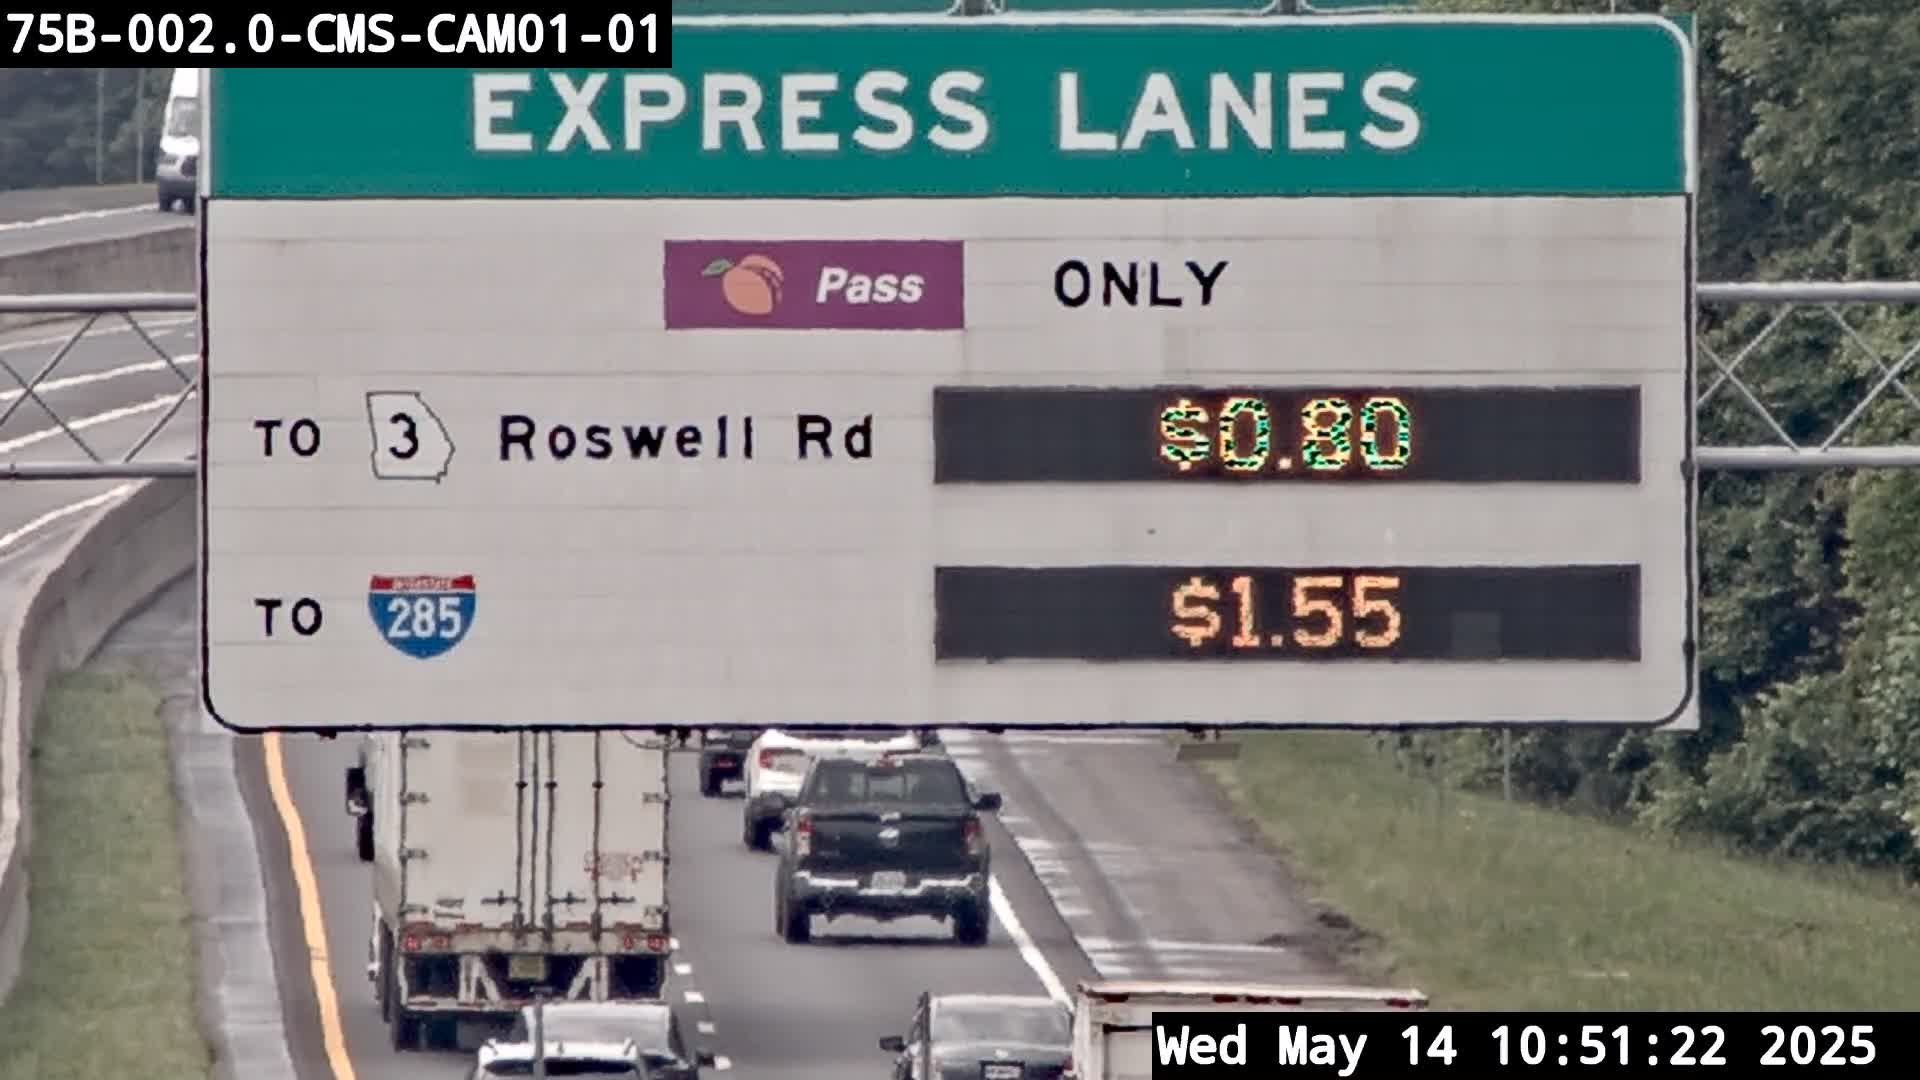 75B-002.0-CMS-CAM01-01
EXPRESS LANES
Pass ONLY
TO 3 Roswell Rd $0.80
TO INTERSTATE 285 $1.55
Wed May 14 10:51:22 2025